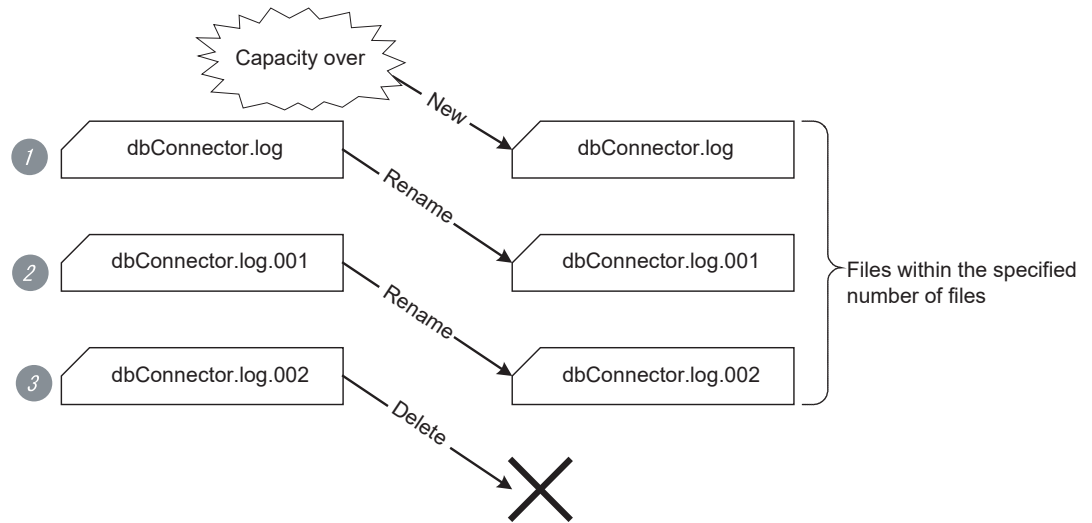 Capacity over
New
1
dbConnector.log
dbConnector.log
Rename
2
dbConnector.log.001
dbConnector.log.001
Files within the specified
number of files
Rename
3
dbConnector.log.002
dbConnector.log.002
Delete